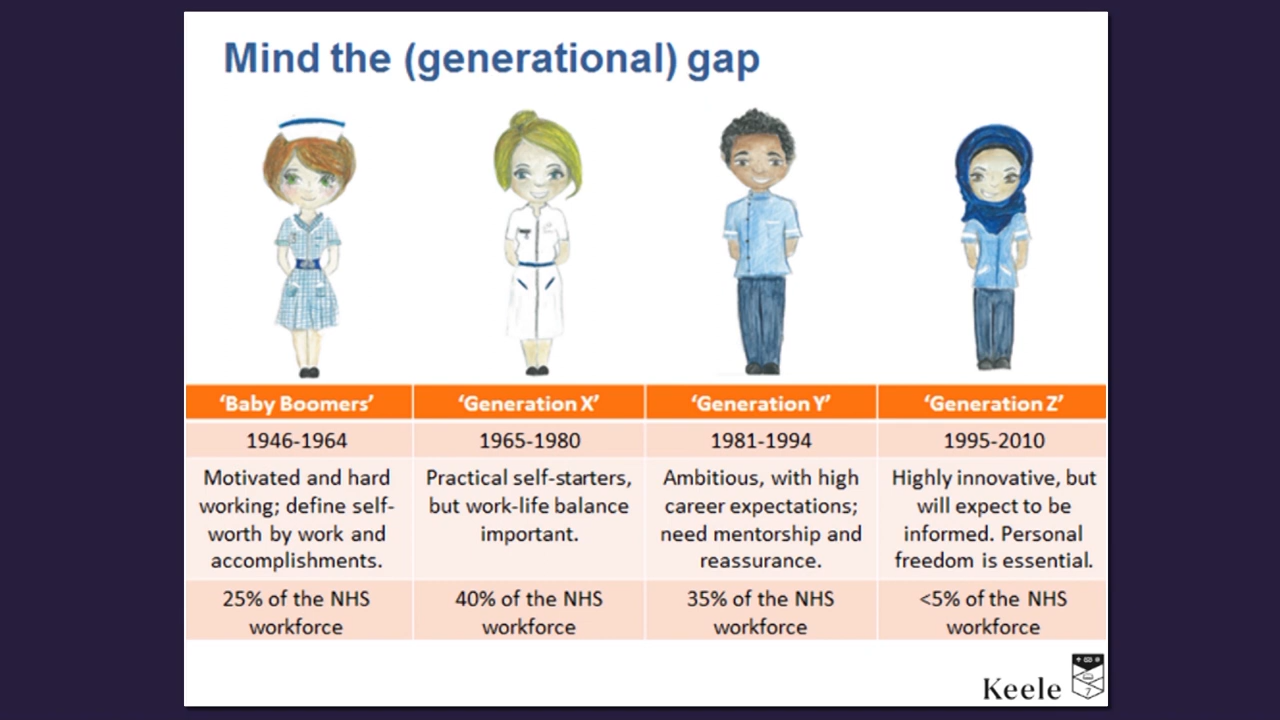 Mind the (generational) gap
‘Baby Boomers’
‘Generation X’
‘Generation Y’
‘Generation Z’
1946-1964
1965-1980
1981-1994
1995-2010
Motivated and hard
working; define self-
worth by work and
accomplishments.
Practical self-starters,
but work-life balance
important.
Ambitious, with high
career expectations;
need mentorship and
reassurance.
Highly innovative, but
will expect to be
informed. Personal
freedom is essential.
25% of the NHS
workforce
40% of the NHS
workforce
35% of the NHS
workforce
<5% of the NHS
workforce
Keele